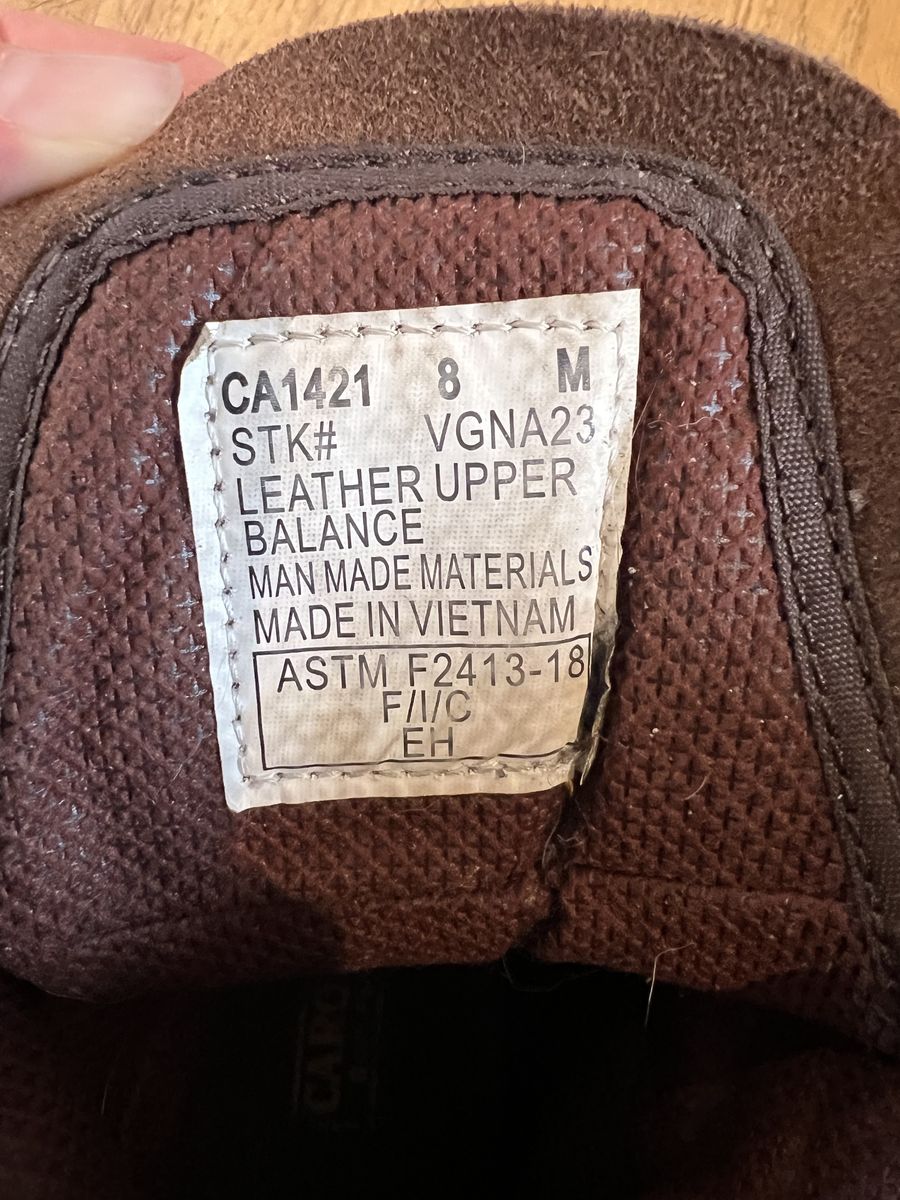 CA1421 8 M
STK# VGNA23
LEATHER UPPER
BALANCE
MAN MADE MATERIALS
MADE IN VIETNAM
ASTM F2413-18
F/I/C
EH